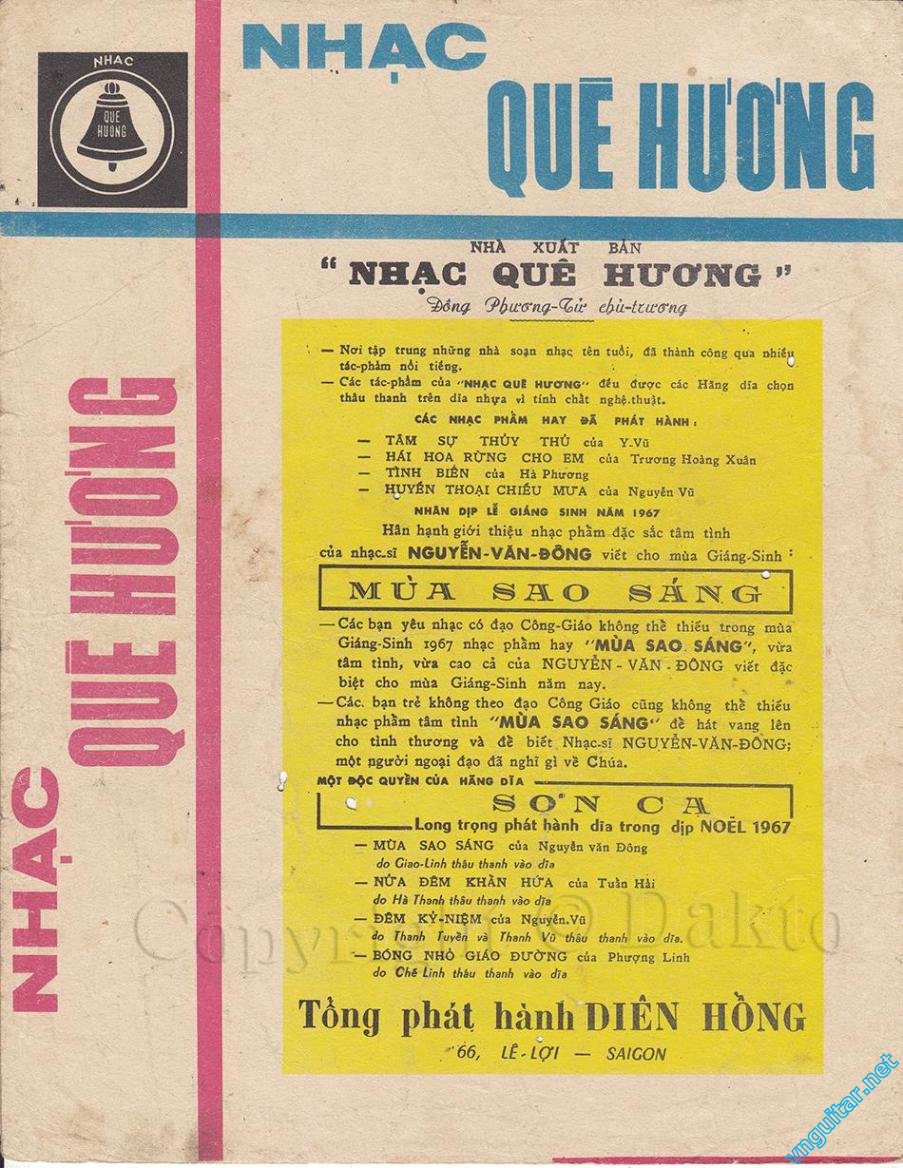 NHẠC
QUÊ
HƯƠNG
NHẠC
QUÊ HƯƠNG
NHÀ XUẤT BẢN
“NHẠC QUÊ HƯƠNG”
Đông Phương-Tử chủ-trương
— Nơi tập trung những nhà soạn nhạc tên tuổi, đã thành công qua nhiều
tác-phẩm nổi tiếng.
— Các tác-phẩm của “NHẠC QUÊ HƯƠNG” đều được các Hãng dĩa chọn
thâu thanh trên dĩa nhựa vì tính chất nghệ.thuật.
CÁC NHẠC PHẨM HAY ĐÃ PHÁT HÀNH :
— TÂM SỰ THỦY THỦ của Y.Vũ
— HÁI HOA RỪNG CHO EM của Trương Hoàng Xuân
— TÌNH BIỂN của Hà Phương
— HUYỀN THOẠI CHIỀU MƯA của Nguyễn Vũ
NHÂN DỊP LỄ GIÁNG SINH NĂM 1967
Hân hạnh giới thiệu nhạc phẩm đặc sắc tâm tình
của nhạc-sĩ NGUYỄN-VĂN-ĐÔNG viết cho mùa Giáng-Sinh :
MÙA SAO SÁNG
— Các bạn yêu nhạc có đạo Công-Giáo không thể thiếu trong mùa
Giáng-Sinh 1967 nhạc phẩm hay “MÙA SAO SÁNG”, vừa
tâm tình, vừa cao cả của NGUYỄN - VĂN - ĐÔNG viết đặc
biệt cho mùa Giáng-Sinh năm nay.
— Các. bạn trẻ không theo đạo Công Giáo cũng không thể thiếu
nhạc phẩm tâm tình “MÙA SAO SÁNG” để hát vang lên
cho tình thương và để biết Nhạc-sĩ NGUYỄN-VĂN-ĐÔNG;
một người ngoại đạo đã nghĩ gì về Chúa.
MỘT ĐỘC QUYỀN CỦA HÃNG DĨA
SƠN CA
Long trọng phát hành dĩa trong dịp NOËL 1967
— MÙA SAO SÁNG của Nguyễn văn Đông
do Giao-Linh thâu thanh vào dĩa
— NỬA ĐÊM KHẤN HỨA của Tuấn Hải
do Hà Thanh thâu thanh vào dĩa
— ĐÊM KỶ-NIỆM của Nguyễn.Vũ
do Thanh Tuyền và Thanh Vũ thâu thanh vào dĩa.
— BÓNG NHỎ GIÁO ĐƯỜNG của Phượng Linh
do Chế Linh thâu thanh vào dĩa
Tổng phát hành DIÊN HỒNG
66, LÊ-LỢI — SAIGON
NHẠC
QUÊ HƯƠNG
Copyright © Dakto
vnguitar.net